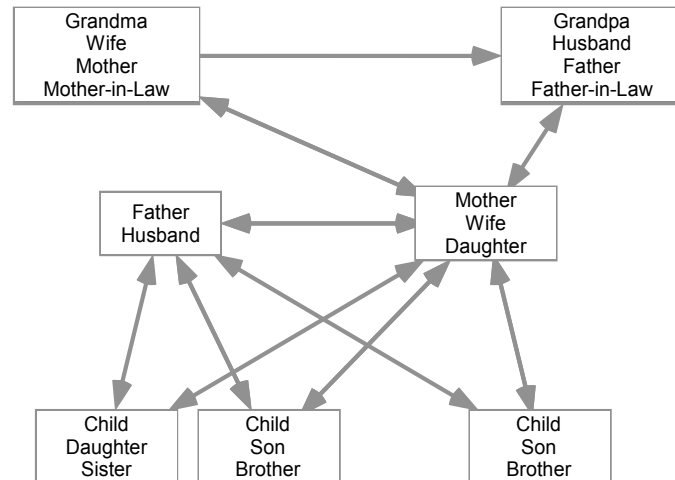 Grandma
Wife
Mother
Mother-in-Law
Grandpa
Husband
Father
Father-in-Law
Father
Husband
Mother
Wife
Daughter
Child
Daughter
Sister
Child
Son
Brother
Child
Son
Brother